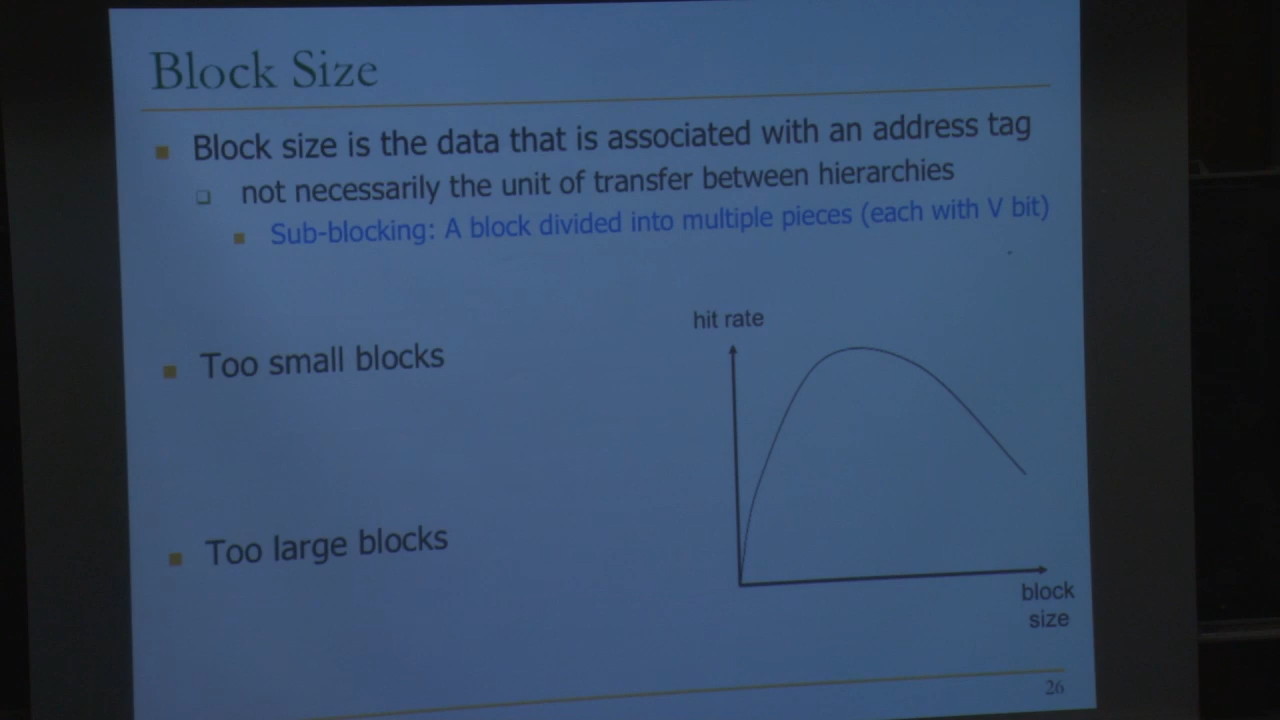 Block Size
Block size is the data that is associated with an address tag
not necessarily the unit of transfer between hierarchies
Sub-blocking: A block divided into multiple pieces (each with V bit)
hit rate
Too small blocks
Too large blocks
block
size
26